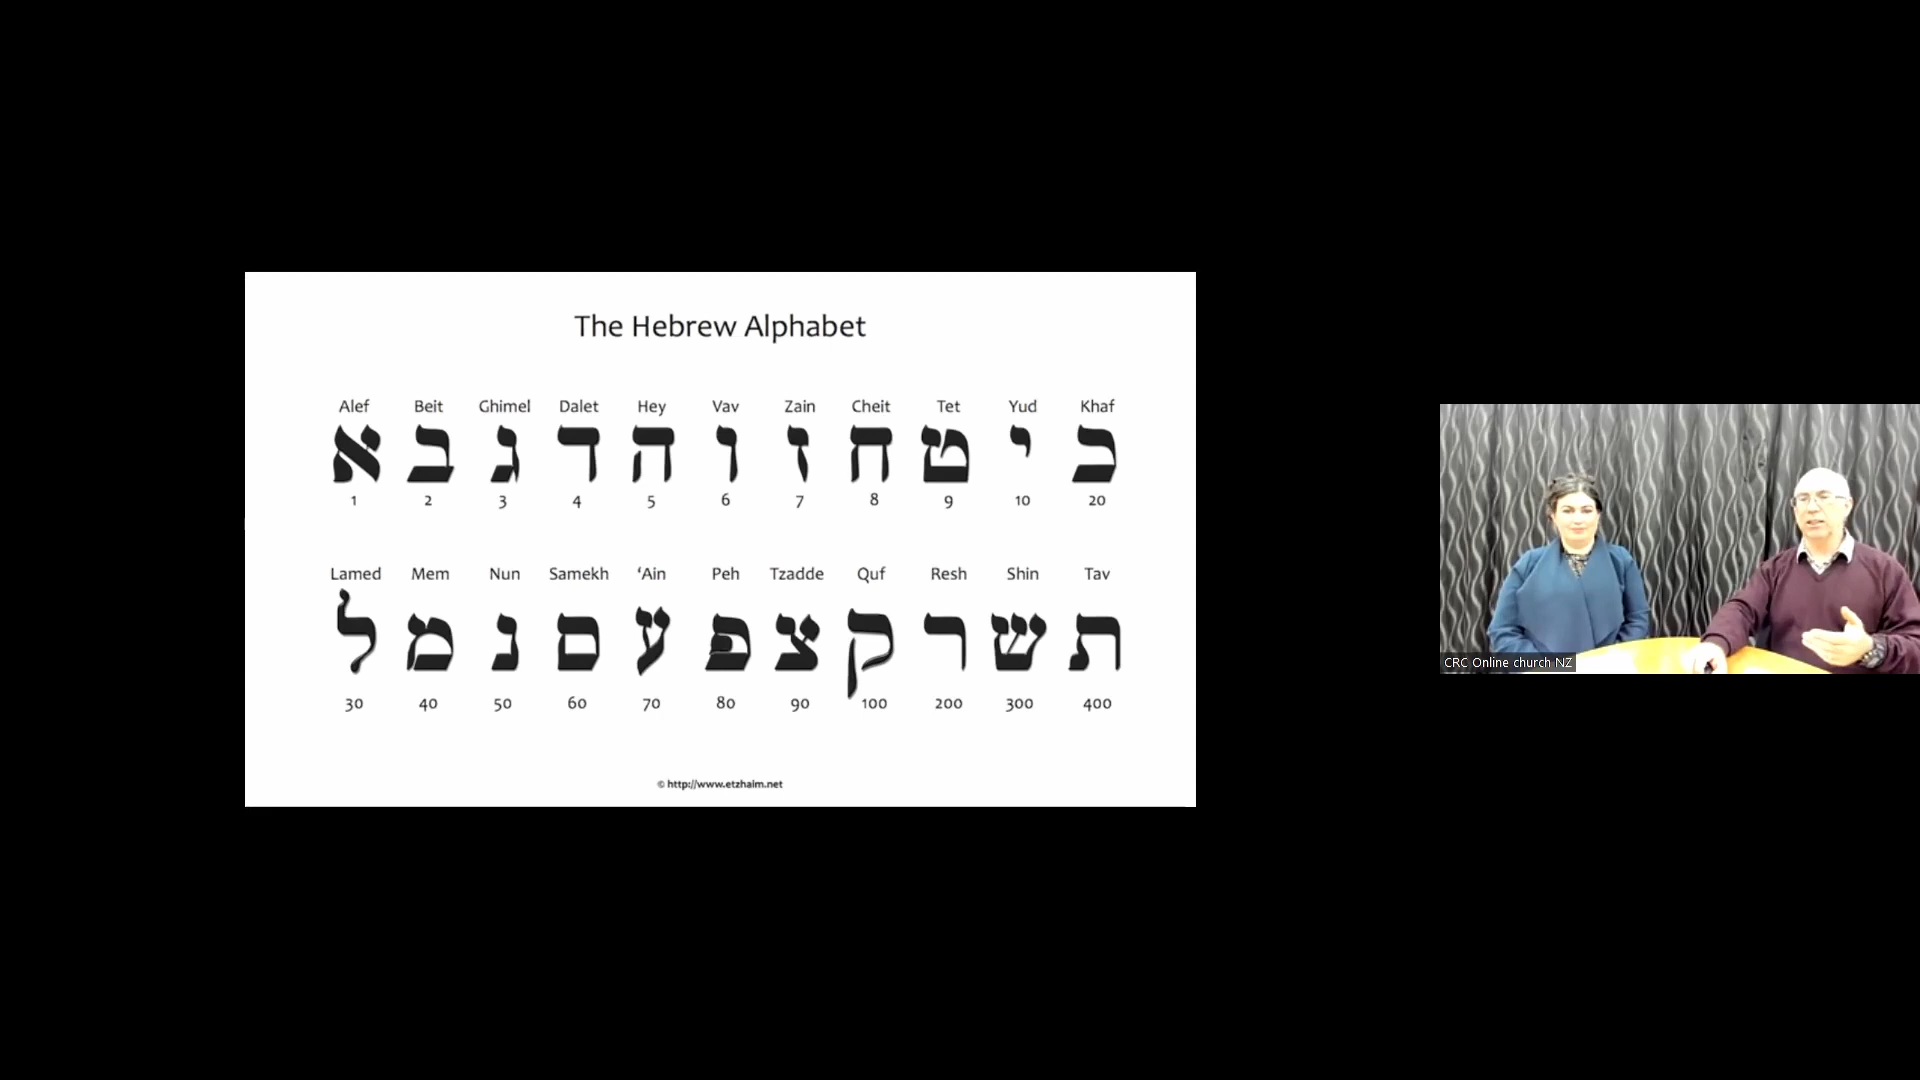 The Hebrew Alphabet
Alef Beit Ghimel Dalet Hey Vav Zain Cheit Tet Yud Khaf
א ב ג ד ה ו ז ח ט י כ
1 2 3 4 5 6 7 8 9 10 20
Lamed Mem Nun Samekh ‘Ain Peh Tzadde Quf Resh Shin Tav
ל מ נ ס ע פּ צ ק ר ש ת
30 40 50 60 70 80 90 100 200 300 400
© http://www.etzhaim.net
CRC Online church NZ